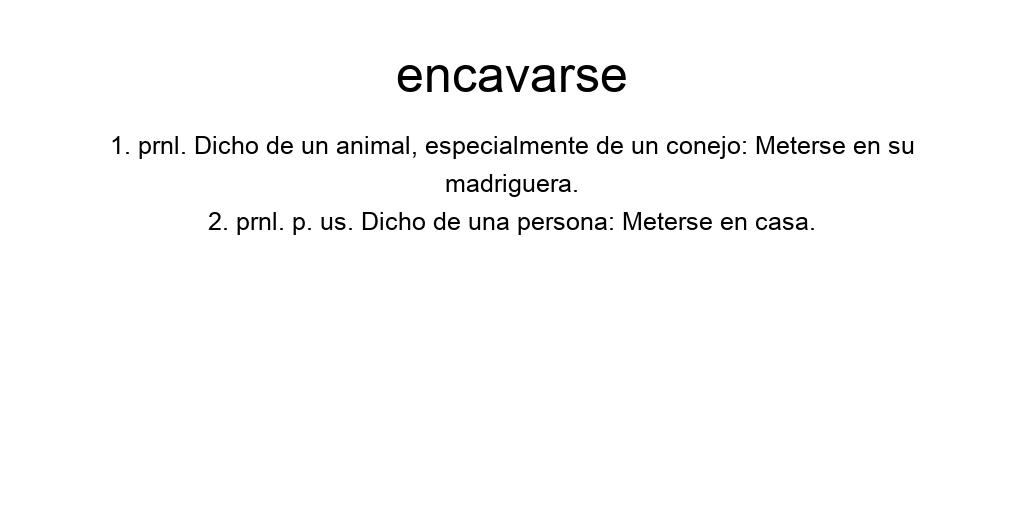 encavarse
1. prnl. Dicho de un animal, especialmente de un conejo: Meterse en su
madriguera.
2. prnl. p. us. Dicho de una persona: Meterse en casa.